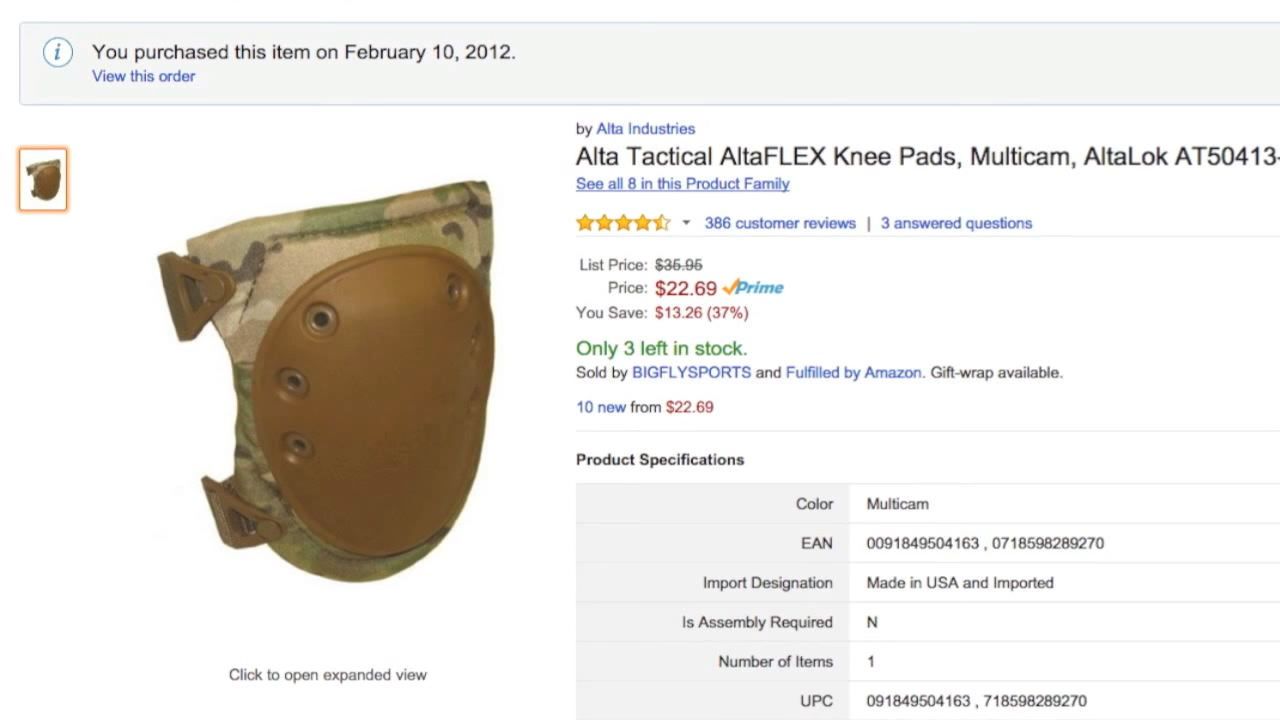 You purchased this item on February 10, 2012.
View this order
by Alta Industries
Alta Tactical AltaFLEX Knee Pads, Multicam, AltaLok AT50413-
See all 8 in this Product Family
386 customer reviews | 3 answered questions
List Price: $35.95
Price: $22.69 Prime
You Save: $13.26 (37%)
Only 3 left in stock.
Sold by BIGFLYSPORTS and Fulfilled by Amazon. Gift-wrap available.
10 new from $22.69
Product Specifications
Color Multicam
EAN 0091849504163 , 0718598289270
Import Designation Made in USA and Imported
Is Assembly Required N
Number of Items 1
UPC 091849504163 , 718598289270
Click to open expanded view